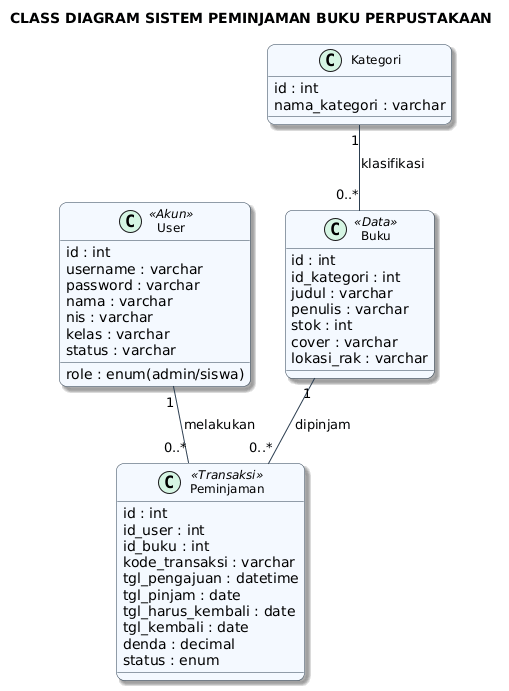 CLASS DIAGRAM SISTEM PEMINJAMAN BUKU PERPUSTAKAAN
C Kategori
id : int
nama_kategori : varchar
1
klasifikasi
0..*
C «Akun»
User
id : int
username : varchar
password : varchar
nama : varchar
nis : varchar
kelas : varchar
status : varchar
role : enum(admin/siswa)
C «Data»
Buku
id : int
id_kategori : int
judul : varchar
penulis : varchar
stok : int
cover : varchar
lokasi_rak : varchar
1
melakukan
0..*
1
dipinjam
0..*
C «Transaksi»
Peminjaman
id : int
id_user : int
id_buku : int
kode_transaksi : varchar
tgl_pengajuan : datetime
tgl_pinjam : date
tgl_harus_kembali : date
tgl_kembali : date
denda : decimal
status : enum